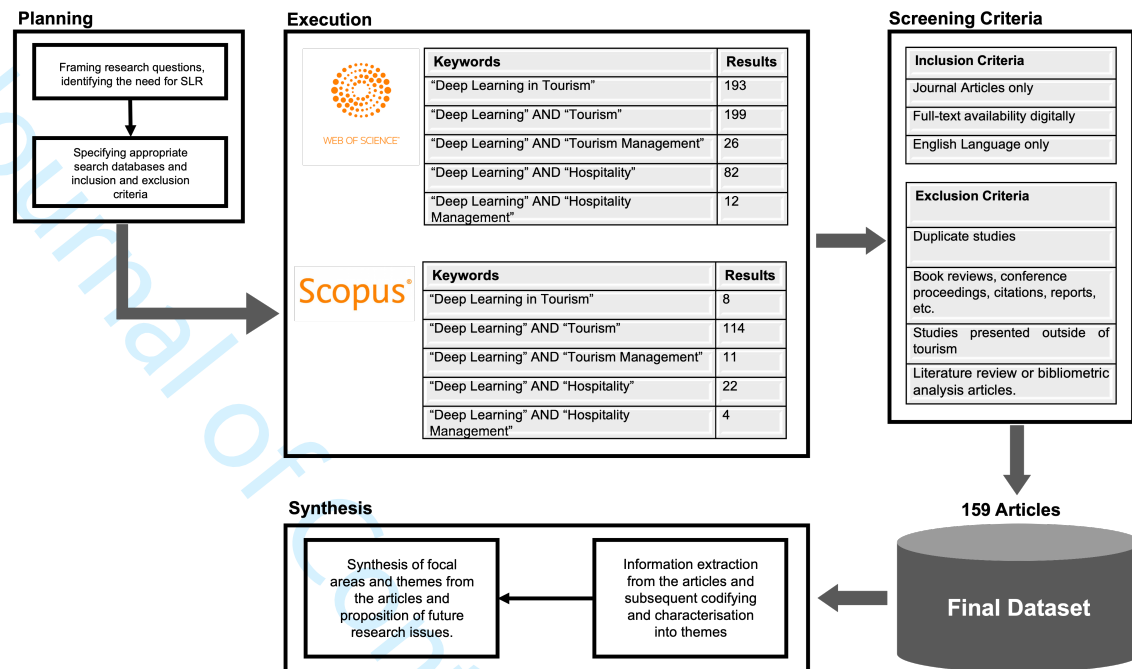 Planning
Framing research questions,
identifying the need for SLR
Specifying appropriate
search databases and
inclusion and exclusion
criteria
Execution
WEB OF SCIENCE™
Keywords Results
“Deep Learning in Tourism” 193
“Deep Learning” AND “Tourism” 199
“Deep Learning” AND “Tourism Management” 26
“Deep Learning” AND “Hospitality” 82
“Deep Learning” AND “Hospitality 12
Management”
Scopus®
Keywords Results
“Deep Learning in Tourism” 8
“Deep Learning” AND “Tourism” 114
“Deep Learning” AND “Tourism Management” 11
“Deep Learning” AND “Hospitality” 22
“Deep Learning” AND “Hospitality 4
Management”
Screening Criteria
Inclusion Criteria
Journal Articles only
Full-text availability digitally
English Language only
Exclusion Criteria
Duplicate studies
Book reviews, conference
proceedings, citations, reports,
etc.
Studies presented outside of
tourism
Literature review or bibliometric
analysis articles.
159 Articles
Final Dataset
Synthesis
Information extraction
from the articles and
subsequent codifying
and characterisation
into themes
Synthesis of focal
areas and themes from
the articles and
proposition of future
research issues.
ournal of Con